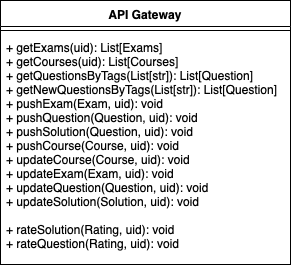 API Gateway
+ getExams(uid): List[Exams]
+ getCourses(uid): List[Courses]
+ getQuestionsByTags(List[str]): List[Question]
+ getNewQuestionsByTags(List[str]): List[Question]
+ pushExam(Exam, uid): void
+ pushQuestion(Question, uid): void
+ pushSolution(Question, uid): void
+ pushCourse(Course, uid): void
+ updateCourse(Course, uid): void
+ updateExam(Exam, uid): void
+ updateQuestion(Question, uid): void
+ updateSolution(Solution, uid): void
+ rateSolution(Rating, uid): void
+ rateQuestion(Rating, uid): void